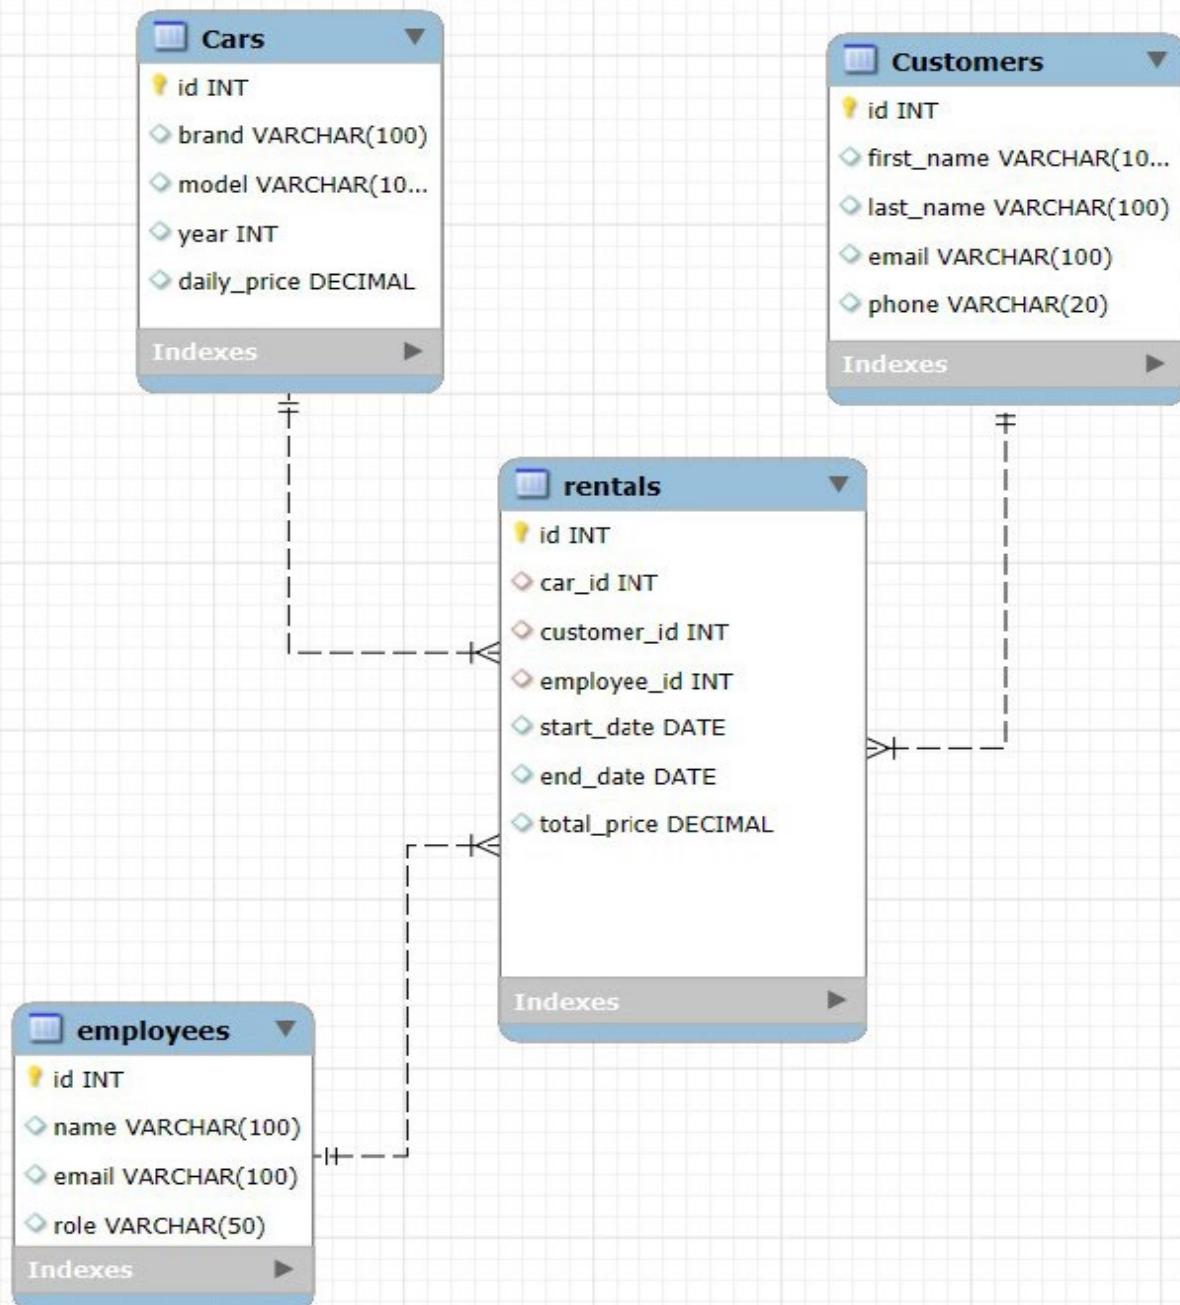 Cars
id INT
brand VARCHAR(100)
model VARCHAR(10...
year INT
daily_price DECIMAL
Indexes
Customers
id INT
first_name VARCHAR(10...
last_name VARCHAR(100)
email VARCHAR(100)
phone VARCHAR(20)
Indexes
rentals
id INT
car_id INT
customer_id INT
employee_id INT
start_date DATE
end_date DATE
total_price DECIMAL
Indexes
employees
id INT
name VARCHAR(100)
email VARCHAR(100)
role VARCHAR(50)
Indexes